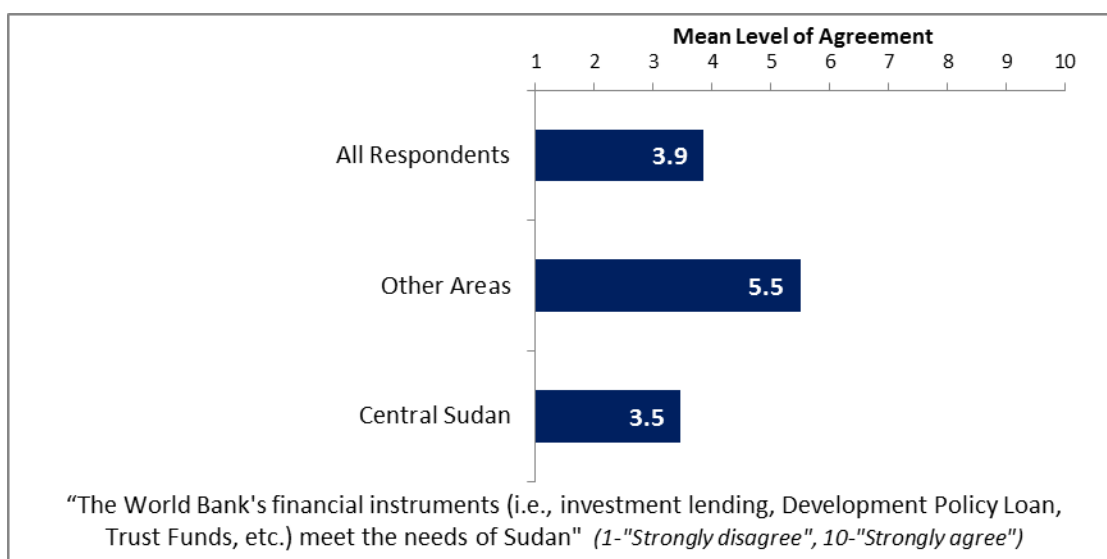 Mean Level of Agreement
1 2 3 4 5 6 7 8 9 10
All Respondents 3.9
Other Areas 5.5
Central Sudan 3.5
“The World Bank's financial instruments (i.e., investment lending, Development Policy Loan,
Trust Funds, etc.) meet the needs of Sudan" (1-"Strongly disagree", 10-"Strongly agree")